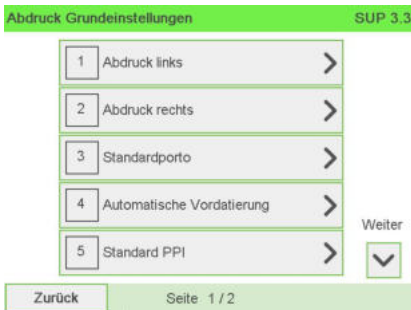 Abdruck Grundeinstellungen SUP 3.3
1 Abdruck links
2 Abdruck rechts
3 Standardporto
4 Automatische Vordatierung
5 Standard PPI
Weiter
Zurück Seite 1 / 2